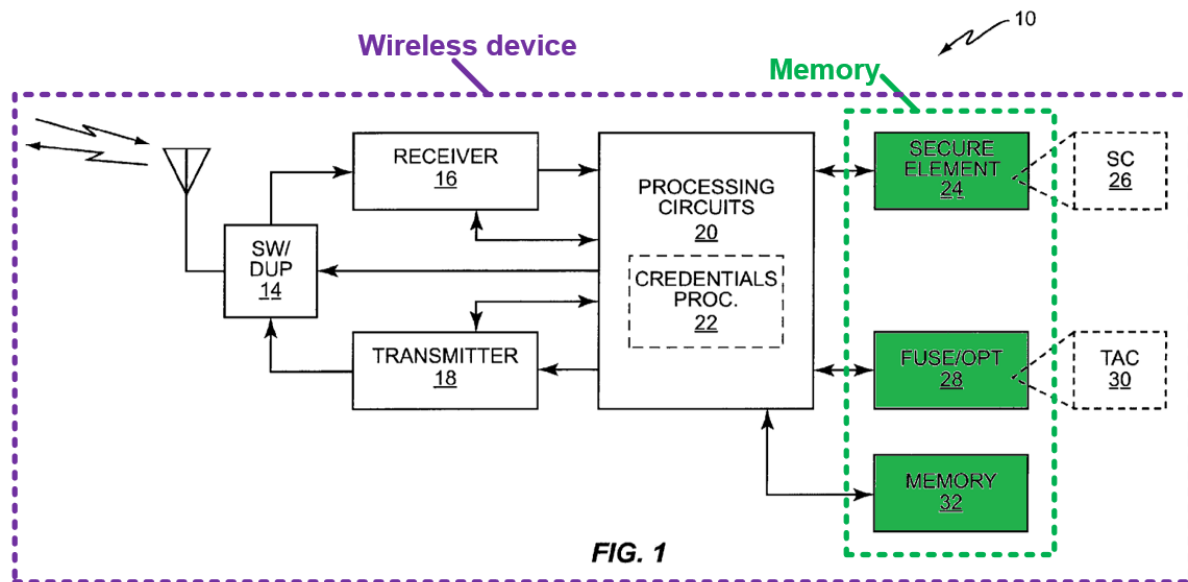 10
Wireless device
Memory
RECEIVER
16
PROCESSING
CIRCUITS
20
CREDENTIALS
PROC.
22
SECURE
ELEMENT
24
SC
26
SW/
DUP
14
TRANSMITTER
18
FUSE/OPT
28
TAC
30
MEMORY
32
FIG. 1